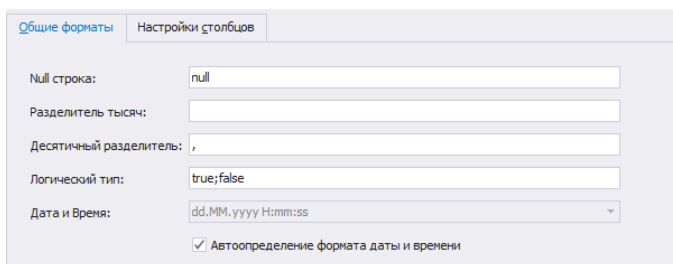 Общие форматы Настройки столбцов
Null строка: null
Разделитель тысяч:
Десятичный разделитель: ,
Логический тип: true;false
Дата и Время: dd.MM.yyyy H:mm:ss
Автоопределение формата даты и времени